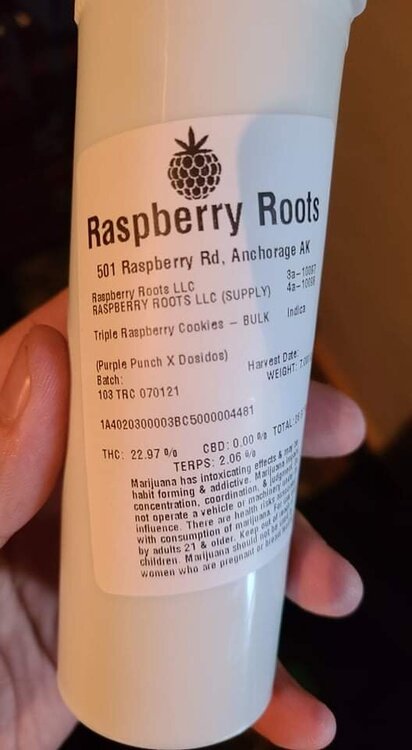 Raspberry Roots
501 Raspberry Rd, Anchorage AK
Raspberry Roots LLC
RASPBERRY ROOTS LLC (SUPPLY)
Triple Raspberry Cookies – BULK Indica
(Purple Punch X Dosidos)
Harvest Date:
Batch: WEIGHT:
103 TRC 070121
1A4020300003BC5000004481
THC: 22.97 % CBD: 0.00 % TOTAL:
TERPS: 2.06 %
Marijuana has intoxicating effects & may be
habit forming & addictive. Marijuana
concentration, coordination, & judgement
not operate a vehicle or machinery under
influence. There are health risks
with consumption of marijuana. For
by adults 21 & older. Keep out of
children. Marijuana should not be
women who are pregnant or